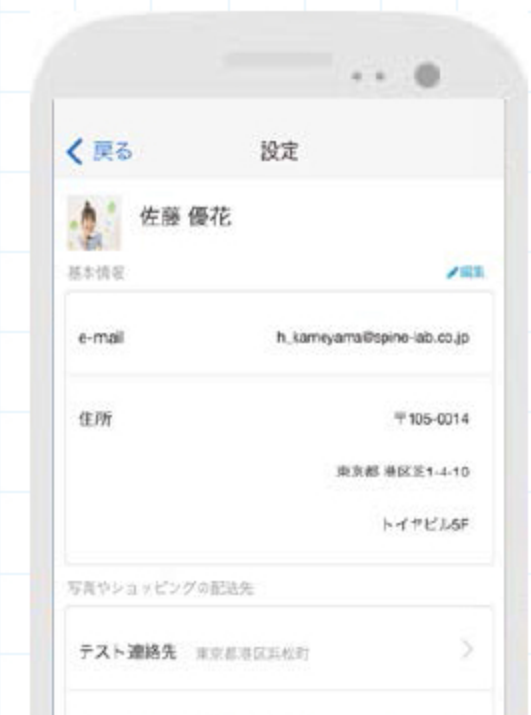 戻る
設定
佐藤 優花
基本情報
編集
e-mail
h_kameyama@spine-lab.co.jp
住所
〒105-0014
東京都 港区芝1-4-10
トイヤビル5F
写真やショッピングの配送先
テスト連絡先 東京都港区浜松町